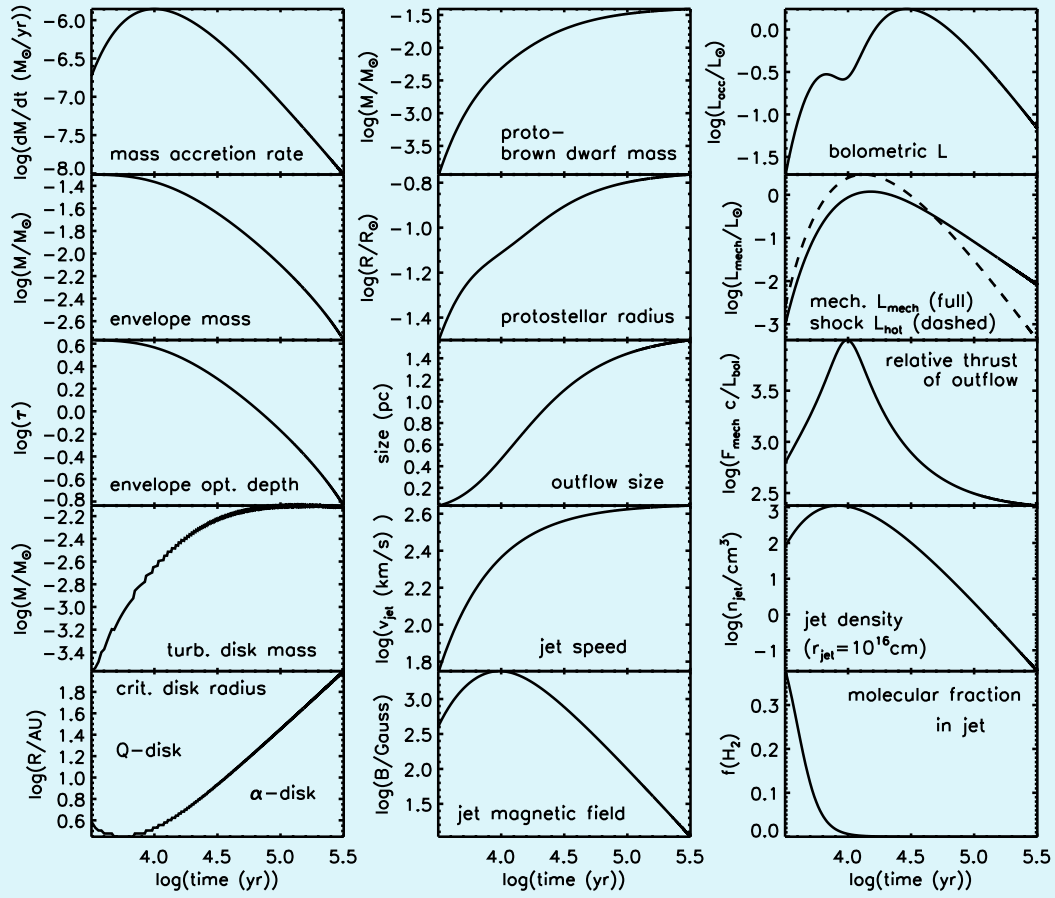 log(dM/dt (M⊙/yr))
−6.0
−6.5
−7.0
−7.5
−8.0
mass accretion rate
log(M/M⊙)
−1.5
−2.0
−2.5
−3.0
−3.5
proto−
brown dwarf mass
log(Lacc/L⊙)
0.0
−0.5
−1.0
−1.5
bolometric L
log(M/M⊙)
−1.4
−1.6
−1.8
−2.0
−2.2
−2.4
−2.6
envelope mass
log(R/R⊙)
−0.8
−1.0
−1.2
−1.4
protostellar radius
log(Lmech/L⊙)
0
−1
−2
−3
mech. Lmech (full)
shock Lhot (dashed)
log(τ)
0.6
0.4
0.2
0.0
−0.2
−0.4
−0.6
−0.8
envelope opt. depth
size (pc)
1.4
1.2
1.0
0.8
0.6
0.4
0.2
outflow size
log(Fmech c/Lbol)
3.5
3.0
2.5
relative thrust
of outflow
log(M/M⊙)
−2.2
−2.4
−2.6
−2.8
−3.0
−3.2
−3.4
turb. disk mass
log(vjet (km/s) )
2.6
2.4
2.2
2.0
1.8
jet speed
log(njet/cm³)
3
2
1
0
−1
jet density
(rjet=10¹⁶cm)
log(R/AU)
1.8
1.6
1.4
1.2
1.0
0.8
0.6
crit. disk radius
Q−disk
α−disk
4.0 4.5 5.0 5.5
log(time (yr))
log(B/Gauss)
3.0
2.5
2.0
1.5
jet magnetic field
4.0 4.5 5.0 5.5
log(time (yr))
f(H₂)
0.3
0.2
0.1
0.0
molecular fraction
in jet
4.0 4.5 5.0 5.5
log(time (yr))